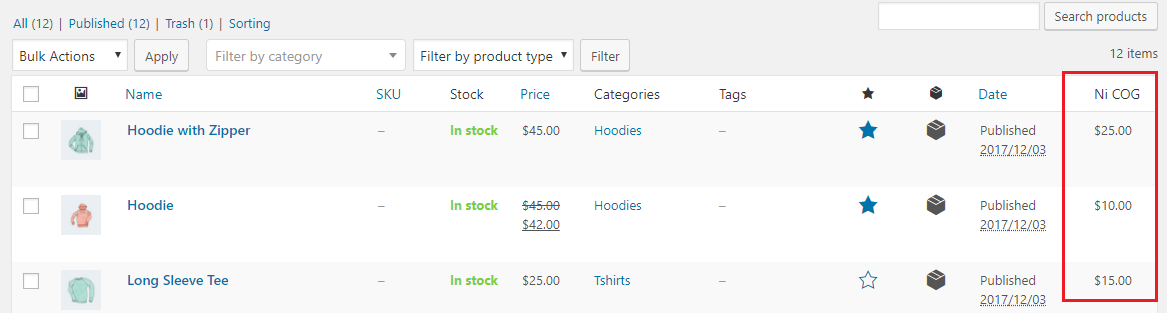 All (12) | Published (12) | Trash (1) | Sorting
Search products
Bulk Actions Apply Filter by category Filter by product type Filter
12 items
Name SKU Stock Price Categories Tags Date Ni COG
Hoodie with Zipper – In stock $45.00 Hoodies – Published $25.00
2017/12/03
Hoodie – In stock $45.00 Hoodies – Published $10.00
$42.00 2017/12/03
Long Sleeve Tee – In stock $25.00 Tshirts – Published $15.00
2017/12/03